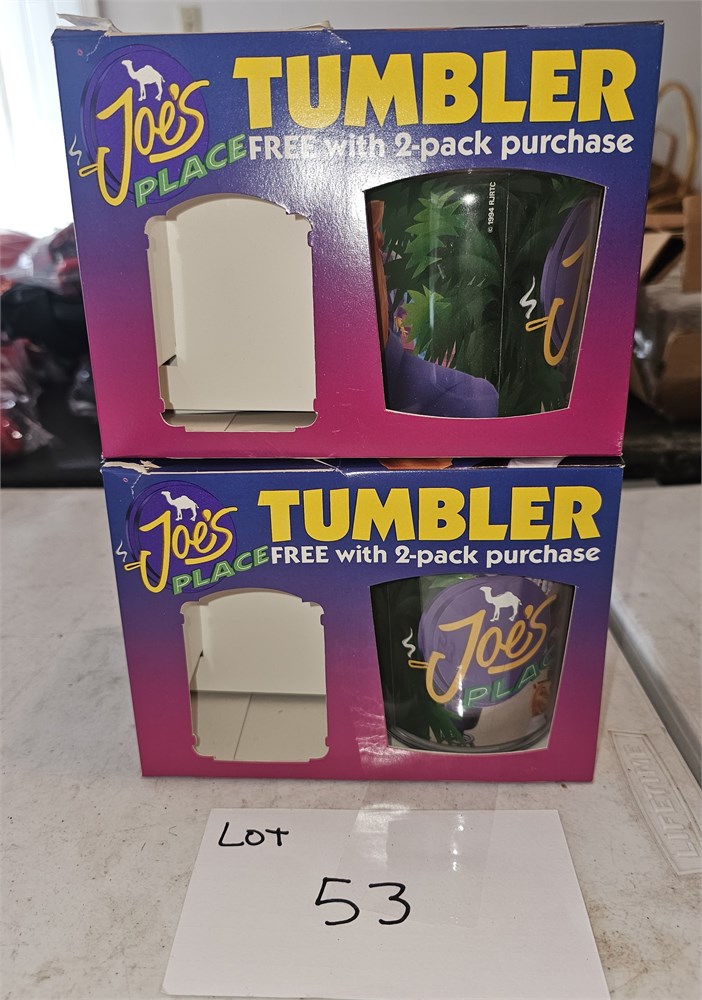 Joe's
PLACE
TUMBLER
FREE with 2-pack purchase
© 1994 RJRTC
J
Joe's
PLACE
TUMBLER
FREE with 2-pack purchase
Joe's
PLA
LOT
53
LIFETIME